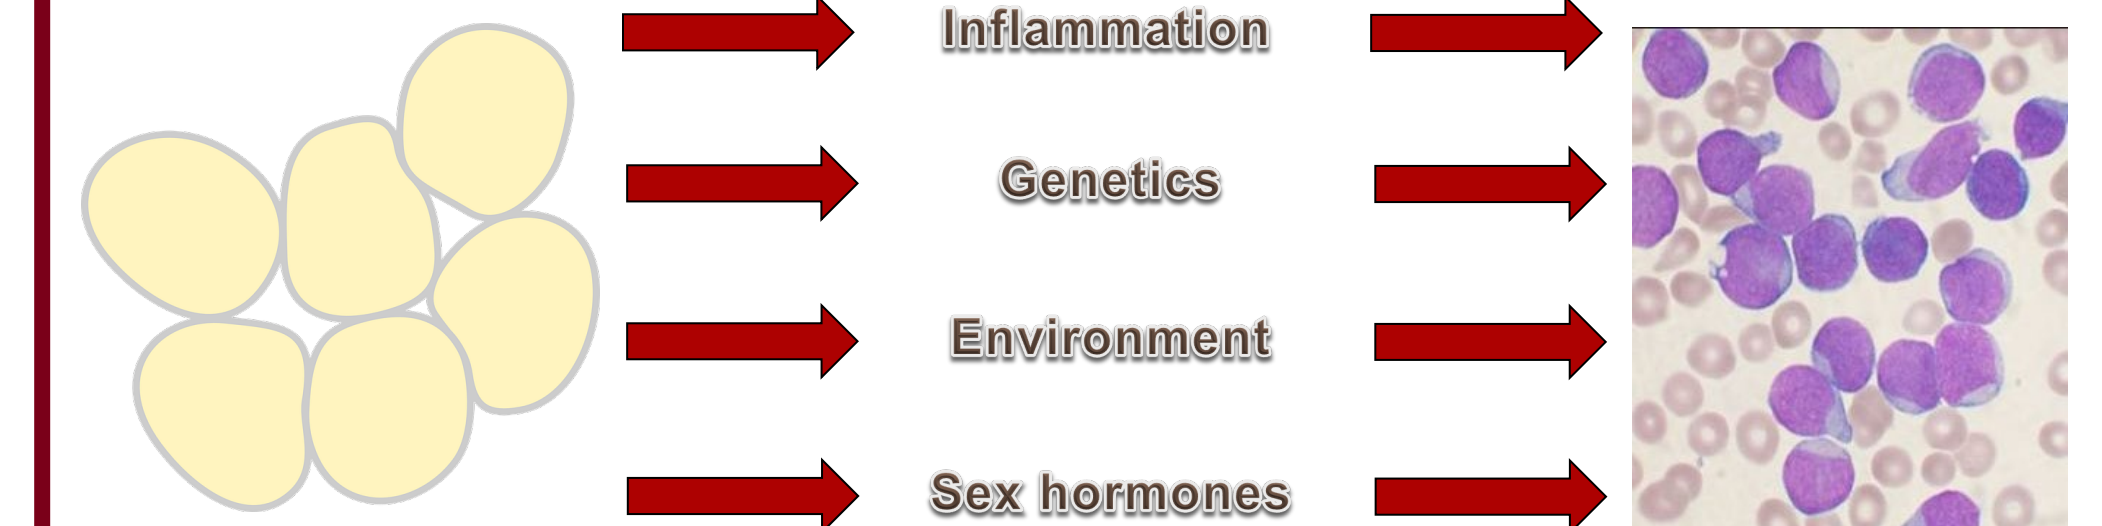 Inflammation
Genetics
Environment
Sex hormones